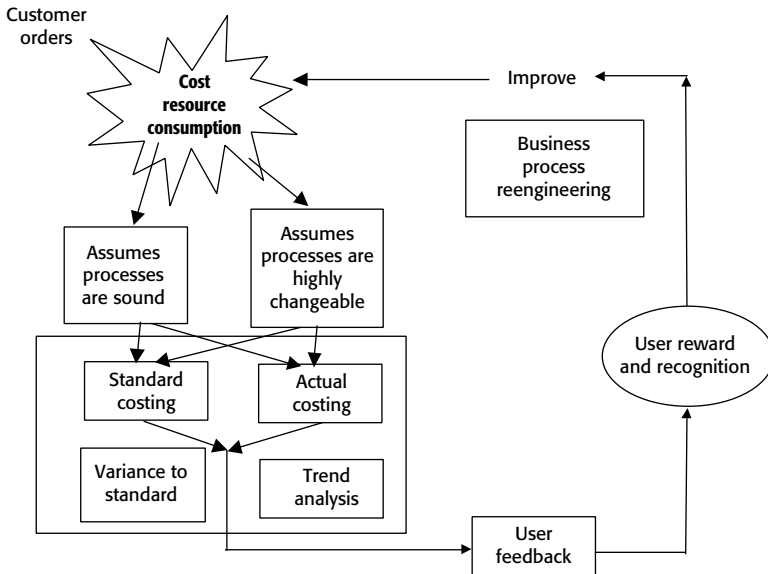 Customer
orders
Cost
resource
consumption
Improve
Business
process
reengineering
Assumes
processes
are sound
Assumes
processes are
highly
changeable
User reward
and recognition
Standard
costing
Actual
costing
Variance to
standard
Trend
analysis
User
feedback